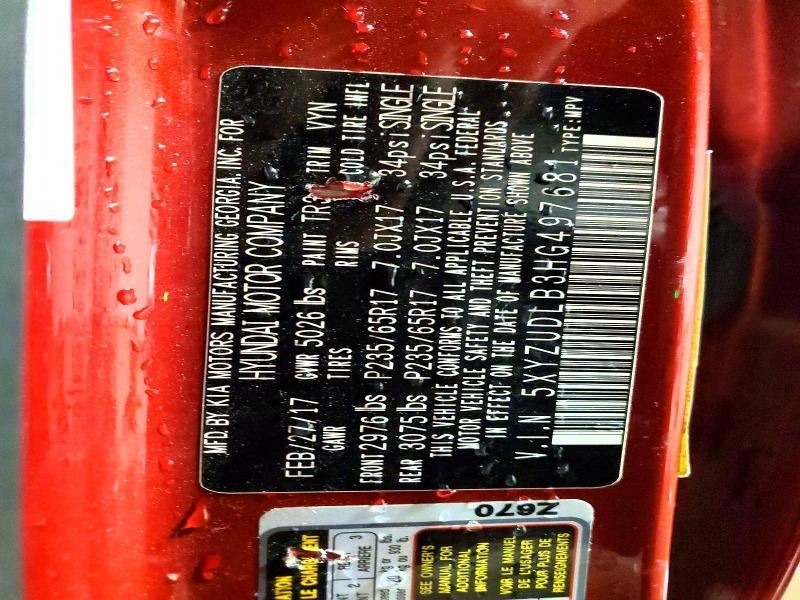 MFD. BY KIA MOTORS MANUFACTURING GEORGIA, INC. FOR
HYUNDAI MOTOR COMPANY
FEB/27/17 GVWR 5026 lbs PAINT TRIM VYN
GAWR TIRES RIMS COLD TIRE INFL
FRONT 2976 lbs P235/65R17 7.0JX17 34psi SINGLE
REAR 3075 lbs P235/65R17 7.0JX17 34psi SINGLE
THIS VEHICLE CONFORMS TO ALL APPLICABLE U.S.A FEDERAL
MOTOR VEHICLE SAFETY AND THEFT PREVENTION STANDARDS
IN EFFECT ON THE DATE OF MANUFACTURE SHOWN ABOVE
V.I.N 5XYZUDLB3HG497681 TYPE:MPV
Z670
2 ARRIERE 3
SEE OWNER'S
MANUAL FOR
ADDITIONAL
INFORMATION
VOIR LE MANUEL
DE L'USAGER
POUR PLUS DE
RENSEIGNEMENTS